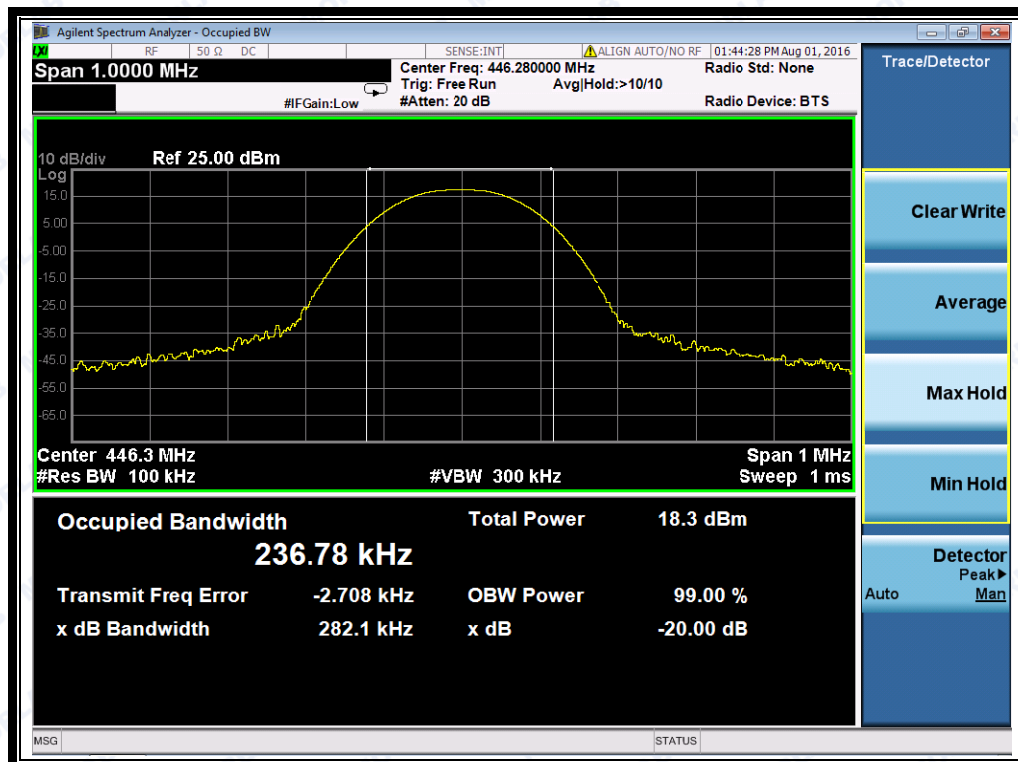 Agilent Spectrum Analyzer - Occupied BW
LXI RF 50 Ω DC SENSE:INT ALIGN AUTO/NO RF 01:44:28 PM Aug 01, 2016
Span 1.0000 MHz Center Freq: 446.280000 MHz Radio Std: None Trace/Detector
Trig: Free Run Avg|Hold:>10/10
#IFGain:Low #Atten: 20 dB Radio Device: BTS
10 dB/div Ref 25.00 dBm
Log
15.0
5.00
-5.00
-15.0
-25.0
-35.0
-45.0
-55.0
-65.0
Center 446.3 MHz Span 1 MHz
#Res BW 100 kHz #VBW 300 kHz Sweep 1 ms
Clear Write
Average
Max Hold
Min Hold
Detector
Peak▶
Auto Man
Occupied Bandwidth Total Power 18.3 dBm
236.78 kHz
Transmit Freq Error -2.708 kHz OBW Power 99.00 %
x dB Bandwidth 282.1 kHz x dB -20.00 dB
MSG STATUS